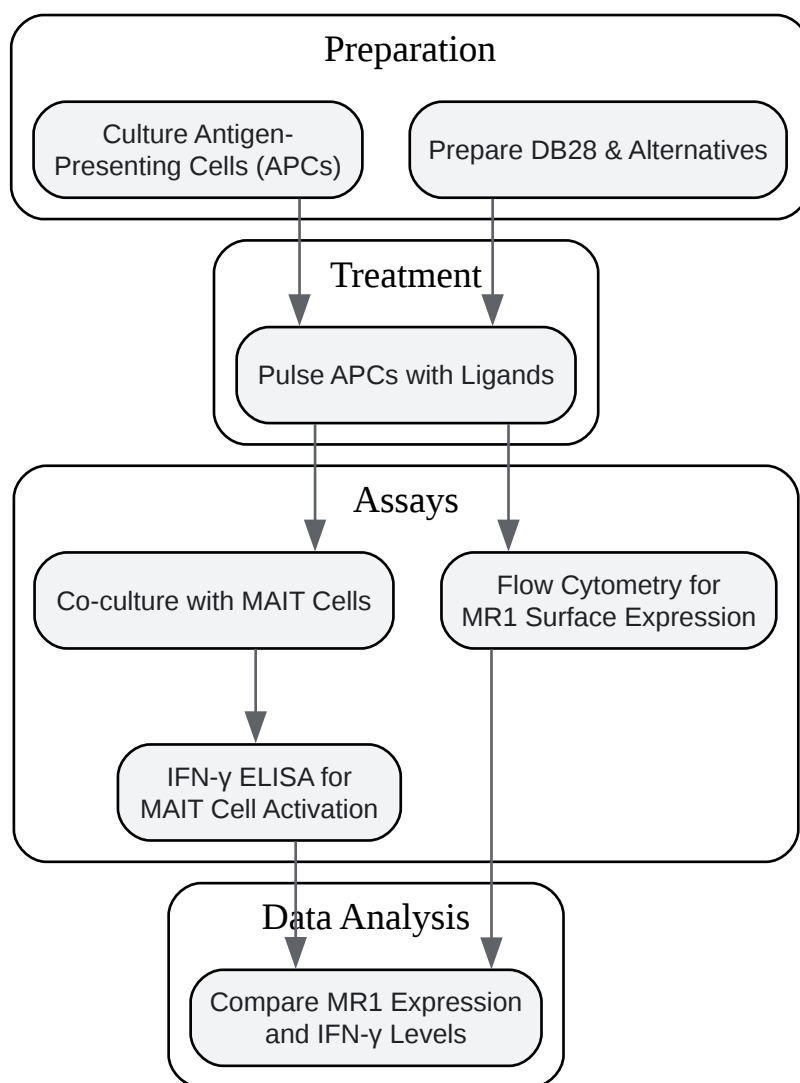 Preparation
Culture Antigen-
Presenting Cells (APCs)
Prepare DB28 & Alternatives
Treatment
Pulse APCs with Ligands
Assays
Co-culture with MAIT Cells
Flow Cytometry for
MR1 Surface Expression
IFN-γ ELISA for
MAIT Cell Activation
Data Analysis
Compare MR1 Expression
and IFN-γ Levels